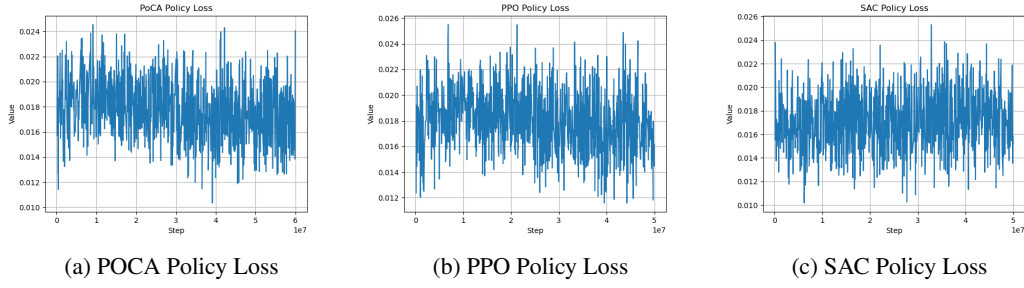 PoCA Policy Loss
0.024
0.022
0.020
0.018
0.016
0.014
0.012
0.010
Value
0 1 2 3 4 5 6
Step
1e7
(a) POCA Policy Loss
PPO Policy Loss
0.026
0.024
0.022
0.020
0.018
0.016
0.014
0.012
Value
0 1 2 3 4 5
Step
1e7
(b) PPO Policy Loss
SAC Policy Loss
0.026
0.024
0.022
0.020
0.018
0.016
0.014
0.012
0.010
Value
0 1 2 3 4 5
Step
1e7
(c) SAC Policy Loss